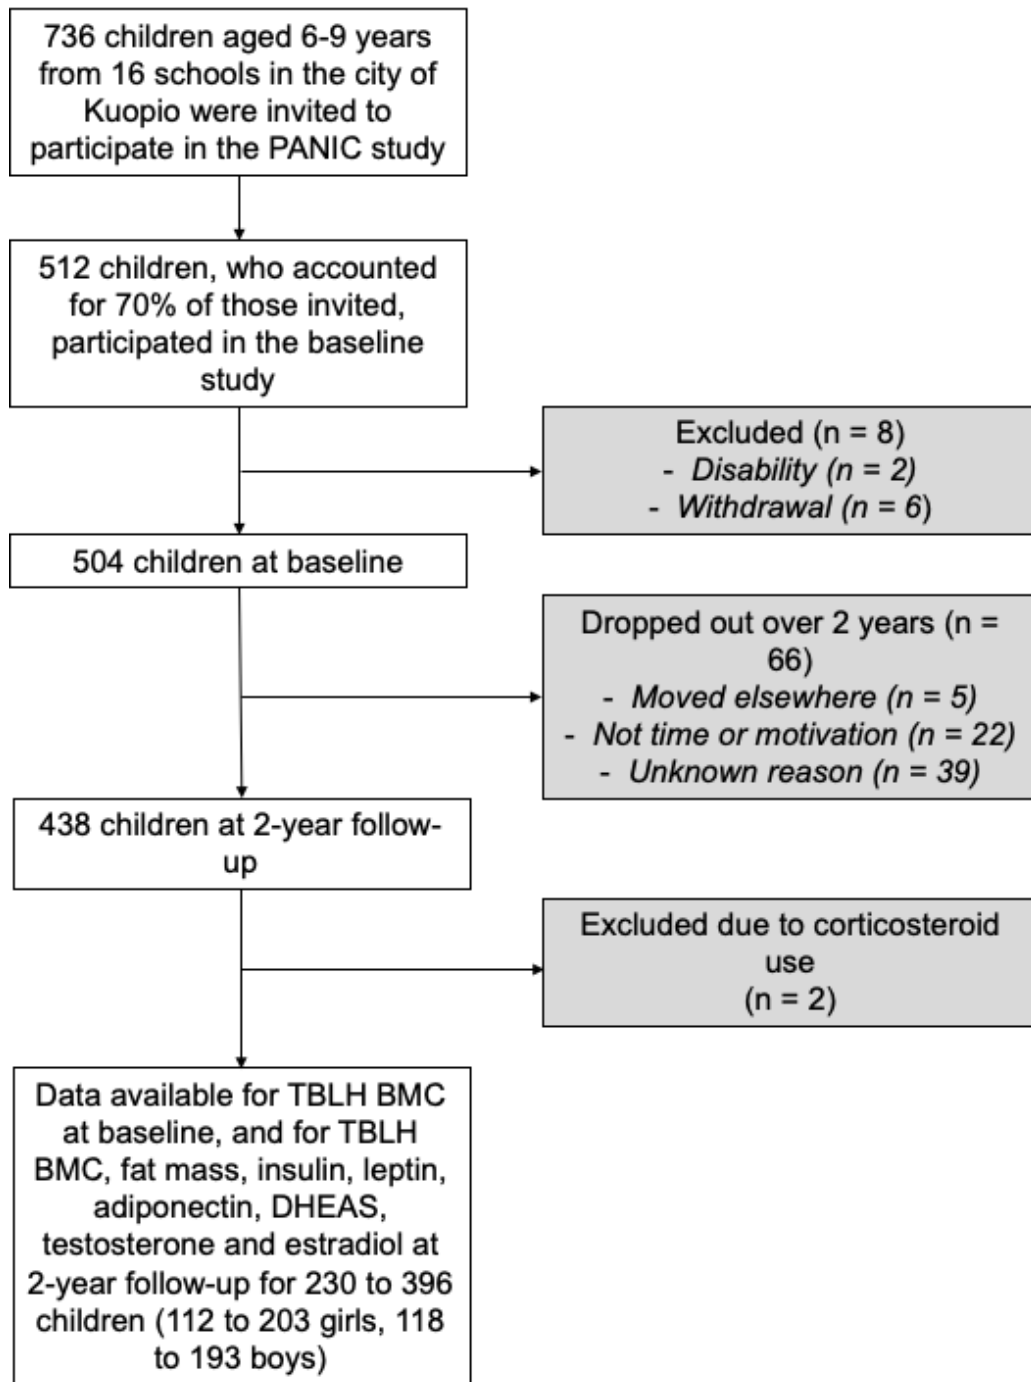 736 children aged 6-9 years
from 16 schools in the city of
Kuopio were invited to
participate in the PANIC study
512 children, who accounted
for 70% of those invited,
participated in the baseline
study
Excluded (n = 8)
- Disability (n = 2)
- Withdrawal (n = 6)
504 children at baseline
Dropped out over 2 years (n =
66)
- Moved elsewhere (n = 5)
- Not time or motivation (n = 22)
- Unknown reason (n = 39)
438 children at 2-year follow-
up
Excluded due to corticosteroid
use
(n = 2)
Data available for TBLH BMC
at baseline, and for TBLH
BMC, fat mass, insulin, leptin,
adiponectin, DHEAS,
testosterone and estradiol at
2-year follow-up for 230 to 396
children (112 to 203 girls, 118
to 193 boys)